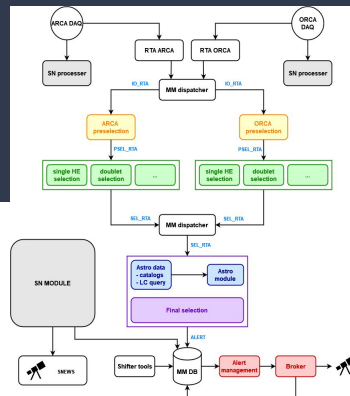 ARCA DAQ
ORCA
DAQ
RTA ARCA
RTA ORCA
SN processer
SN processer
MM dispatcher
IO_RTA
IO_RTA
ARCA
preselection
ORCA
preselection
PSEL_RTA
PSEL_RTA
single HE
selection
doublet
selection
...
single HE
selection
doublet
selection
...
SEL_RTA
SEL_RTA
MM dispatcher
SEL_RTA
Astro data
- catalogs
- LC query
Astro
module
SN MODULE
Final selection
ALERT
SNEWS
Shifter tools
MM DB
Alert
management
Broker